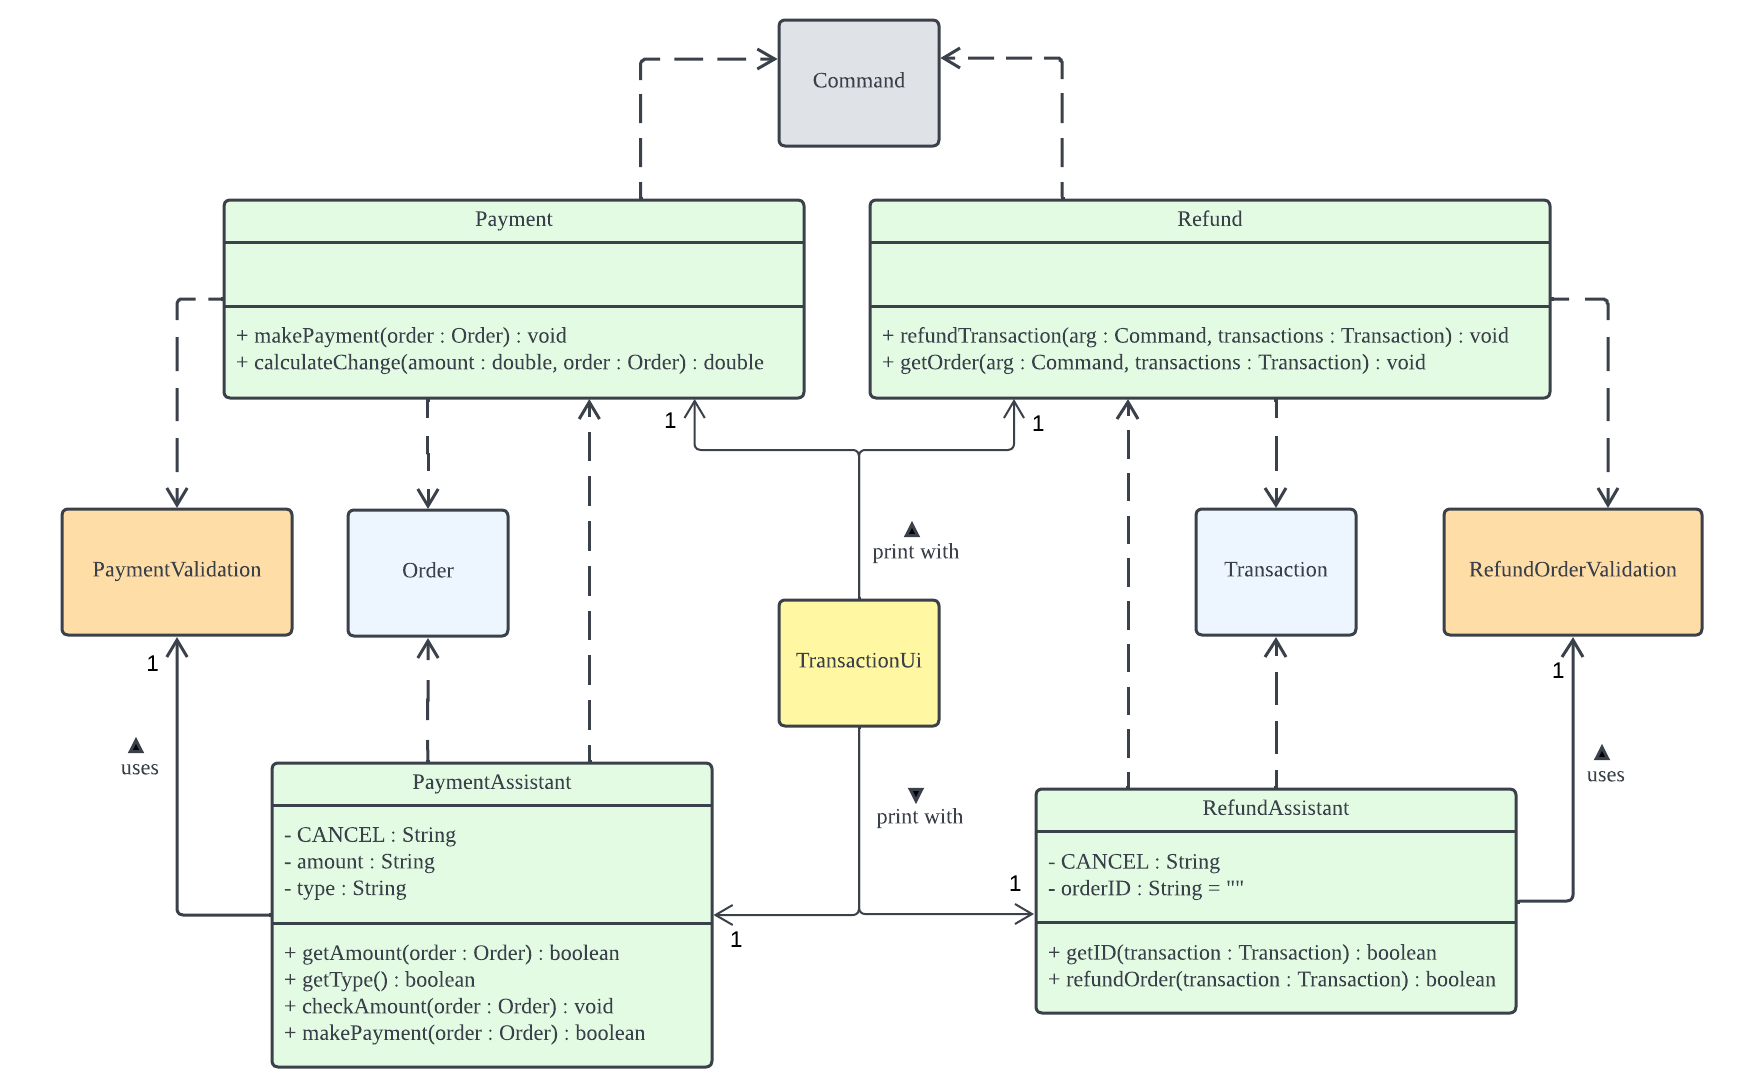 Command
Payment
+ makePayment(order : Order) : void
+ calculateChange(amount : double, order : Order) : double
Refund
+ refundTransaction(arg : Command, transactions : Transaction) : void
+ getOrder(arg : Command, transactions : Transaction) : void
1
1
▲
print with
PaymentValidation
Order
Transaction
RefundOrderValidation
TransactionUi
1
1
▲
uses
▲
uses
▼
print with
PaymentAssistant
- CANCEL : String
- amount : String
- type : String
+ getAmount(order : Order) : boolean
+ getType() : boolean
+ checkAmount(order : Order) : void
+ makePayment(order : Order) : boolean
1
1
RefundAssistant
- CANCEL : String
- orderID : String = ""
+ getID(transaction : Transaction) : boolean
+ refundOrder(transaction : Transaction) : boolean